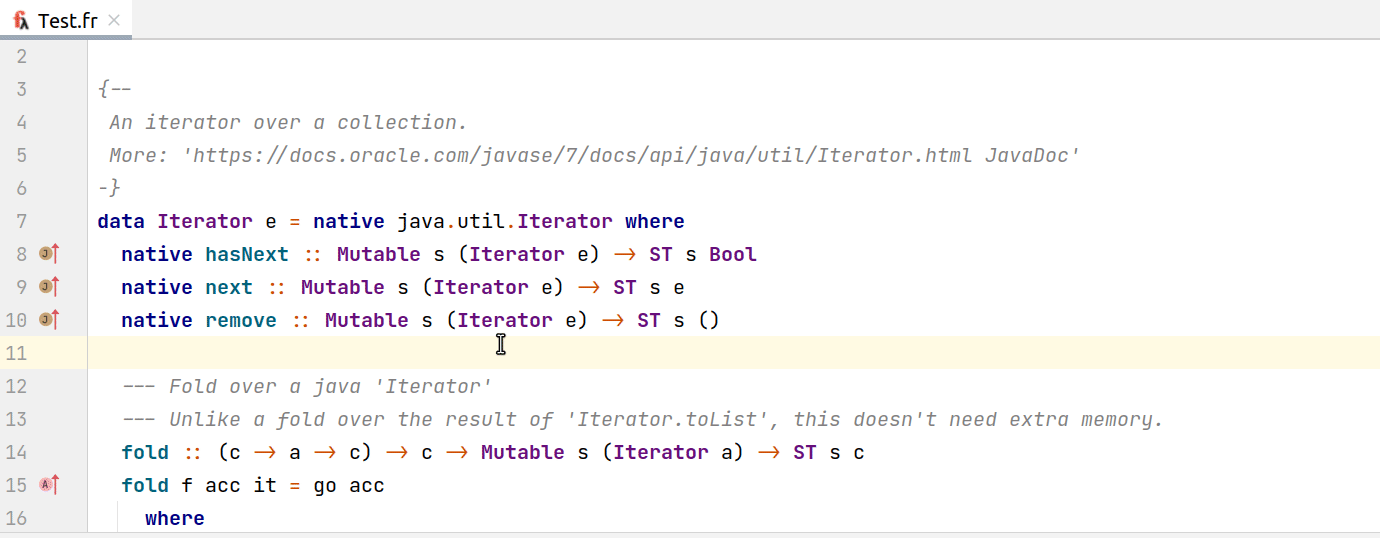 Test.fr
2
3 {--
4 An iterator over a collection.
5 More: 'https://docs.oracle.com/javase/7/docs/api/java/util/Iterator.html JavaDoc'
6 -}
7 data Iterator e = native java.util.Iterator where
8 J native hasNext :: Mutable s (Iterator e) -> ST s Bool
9 J native next :: Mutable s (Iterator e) -> ST s e
10 J native remove :: Mutable s (Iterator e) -> ST s ()
11
12 --- Fold over a java 'Iterator'
13 --- Unlike a fold over the result of 'Iterator.toList', this doesn't need extra memory.
14 fold :: (c -> a -> c) -> c -> Mutable s (Iterator a) -> ST s c
15 A fold f acc it = go acc
16 where